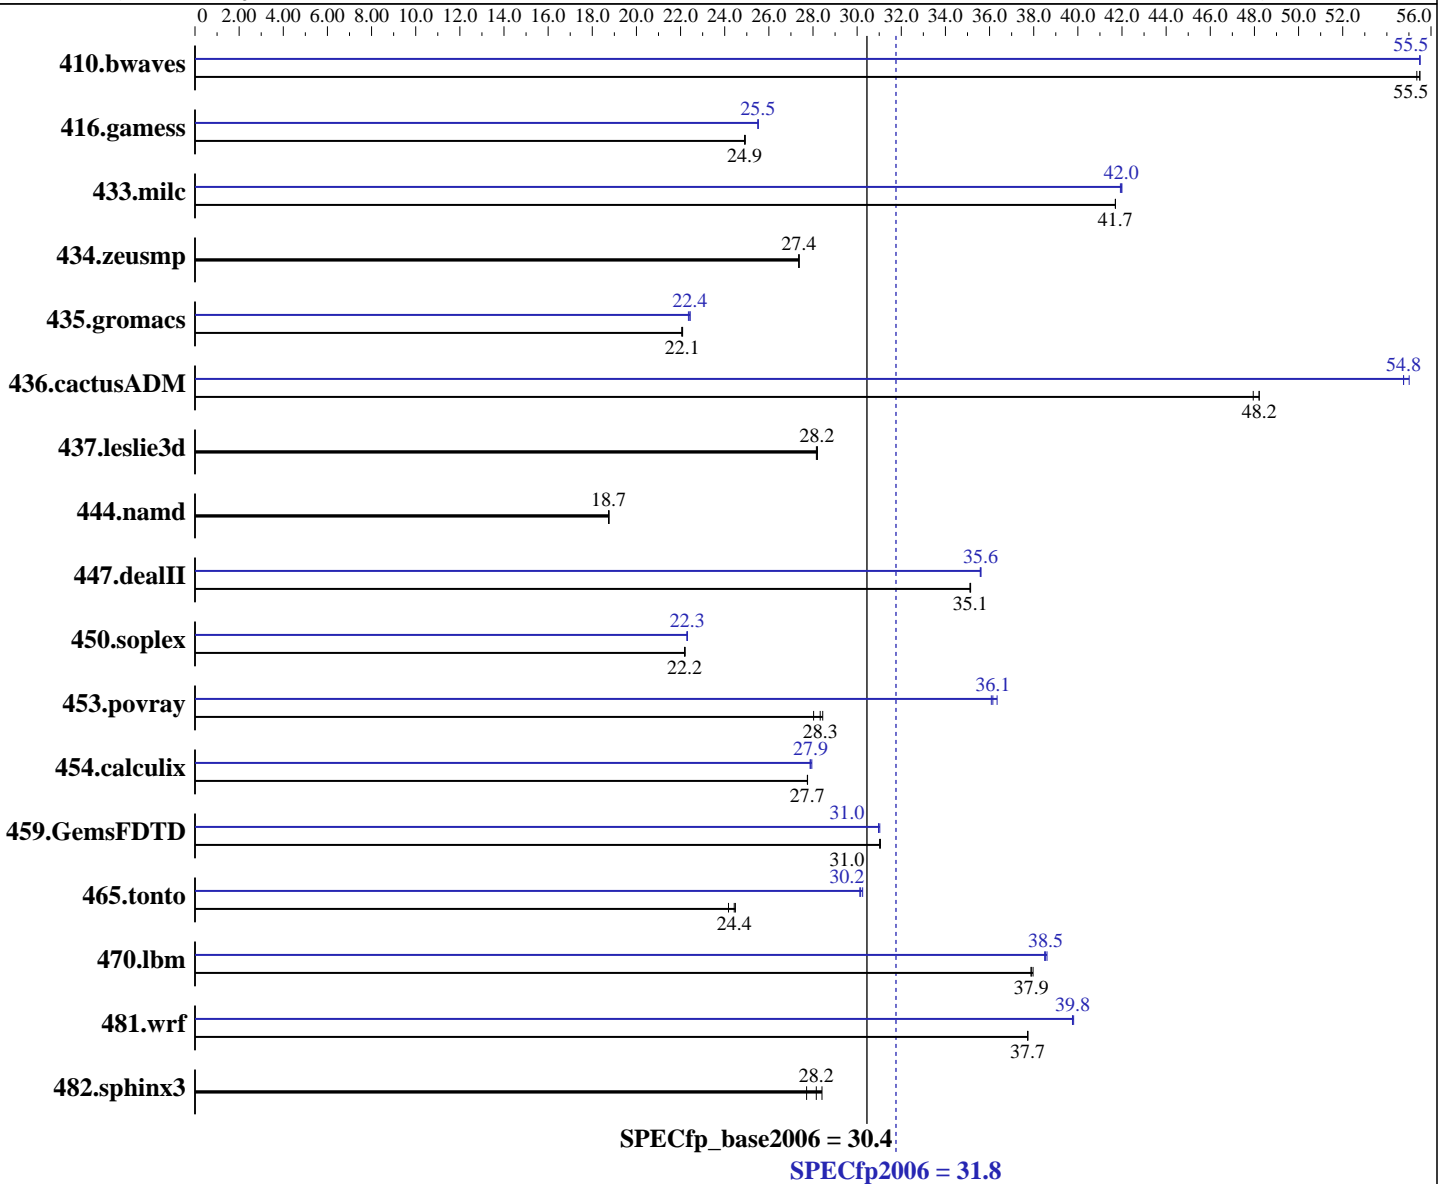 0 2.00 4.00 6.00 8.00 10.0 12.0 14.0 16.0 18.0 20.0 22.0 24.0 26.0 28.0 30.0 32.0 34.0 36.0 38.0 40.0 42.0 44.0 46.0 48.0 50.0 52.0 56.0
55.5
410.bwaves
55.5
25.5
416.gamess
24.9
42.0
433.milc
41.7
27.4
434.zeusmp
22.4
435.gromacs
22.1
54.8
436.cactusADM
48.2
28.2
437.leslie3d
18.7
444.namd
35.6
447.dealII
35.1
22.3
450.soplex
22.2
36.1
453.povray
28.3
27.9
454.calculix
27.7
31.0
459.GemsFDTD
31.0
30.2
465.tonto
24.4
38.5
470.lbm
37.9
39.8
481.wrf
37.7
28.2
482.sphinx3
SPECfp_base2006 = 30.4
SPECfp2006 = 31.8